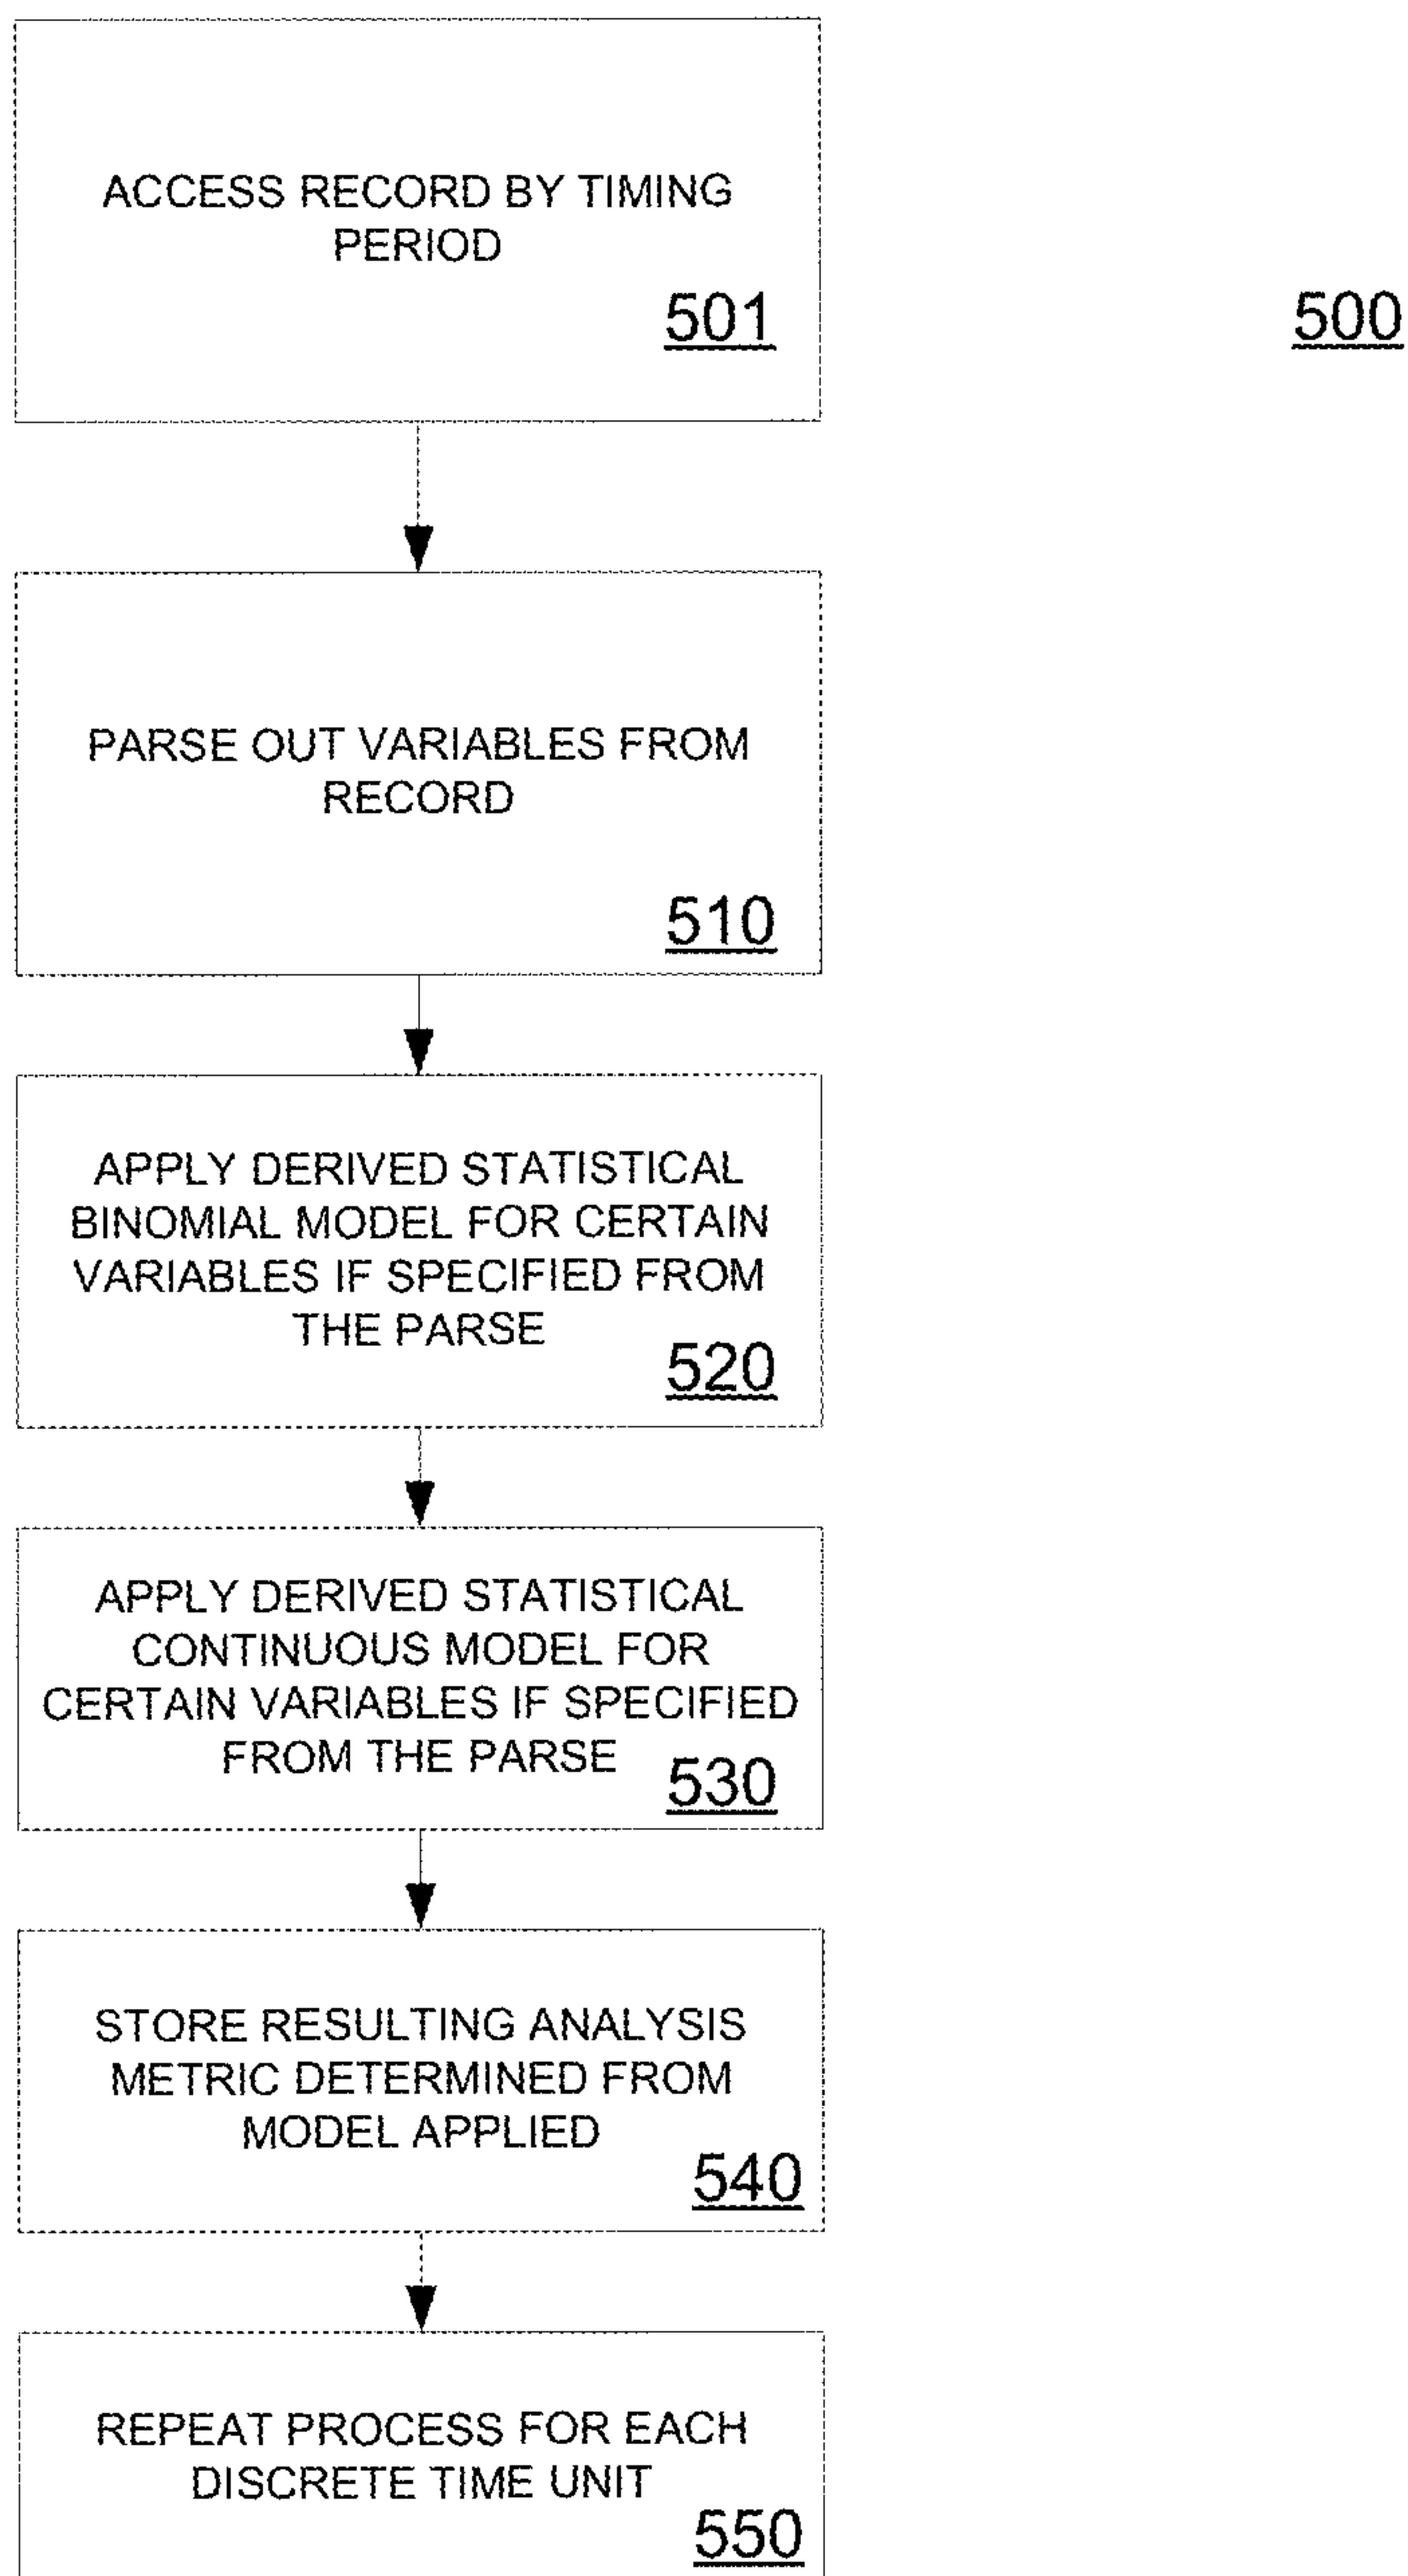 ACCESS RECORD BY TIMING
PERIOD
501
500
PARSE OUT VARIABLES FROM
RECORD
510
APPLY DERIVED STATISTICAL
BINOMIAL MODEL FOR CERTAIN
VARIABLES IF SPECIFIED FROM
THE PARSE
520
APPLY DERIVED STATISTICAL
CONTINUOUS MODEL FOR
CERTAIN VARIABLES IF SPECIFIED
FROM THE PARSE
530
STORE RESULTING ANALYSIS
METRIC DETERMINED FROM
MODEL APPLIED
540
REPEAT PROCESS FOR EACH
DISCRETE TIME UNIT
550